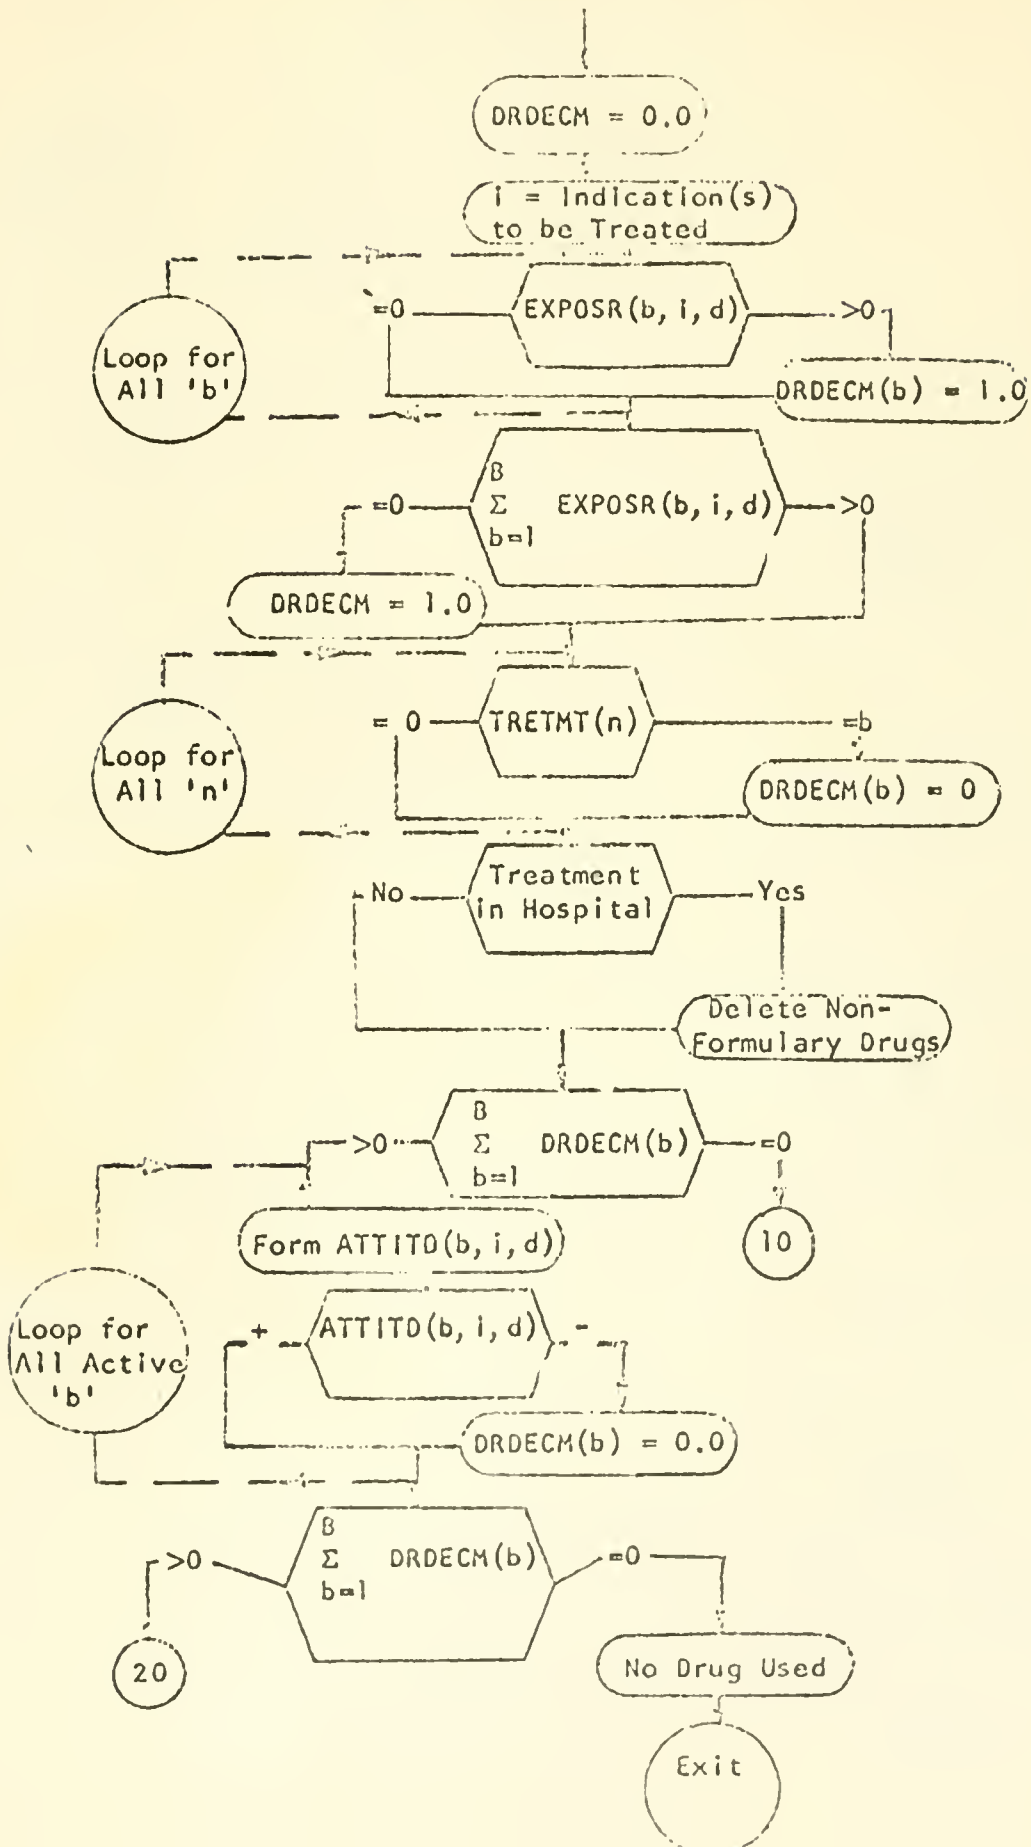 DRDECM = 0.0
i = Indication(s)
to be Treated
=0
EXPOSR(b, i, d)
>0
Loop for
All 'b'
DRDECM(b) = 1.0
B
=0
Σ EXPOSR(b, i, d)
>0
b=1
DRDECM = 1.0
= 0
TRETMT(n)
=b
Loop for
All 'n'
DRDECM(b) = 0
No
Treatment
in Hospital
Yes
Delete Non-
Formulary Drugs
B
>0
Σ DRDECM(b)
=0
b=1
Form ATTITD(b, i, d)
10
Loop for
All Active
'b'
+
ATTITD(b, i, d)
-
DRDECM(b) = 0.0
B
>0
Σ DRDECM(b)
=0
b=1
20
No Drug Used
Exit